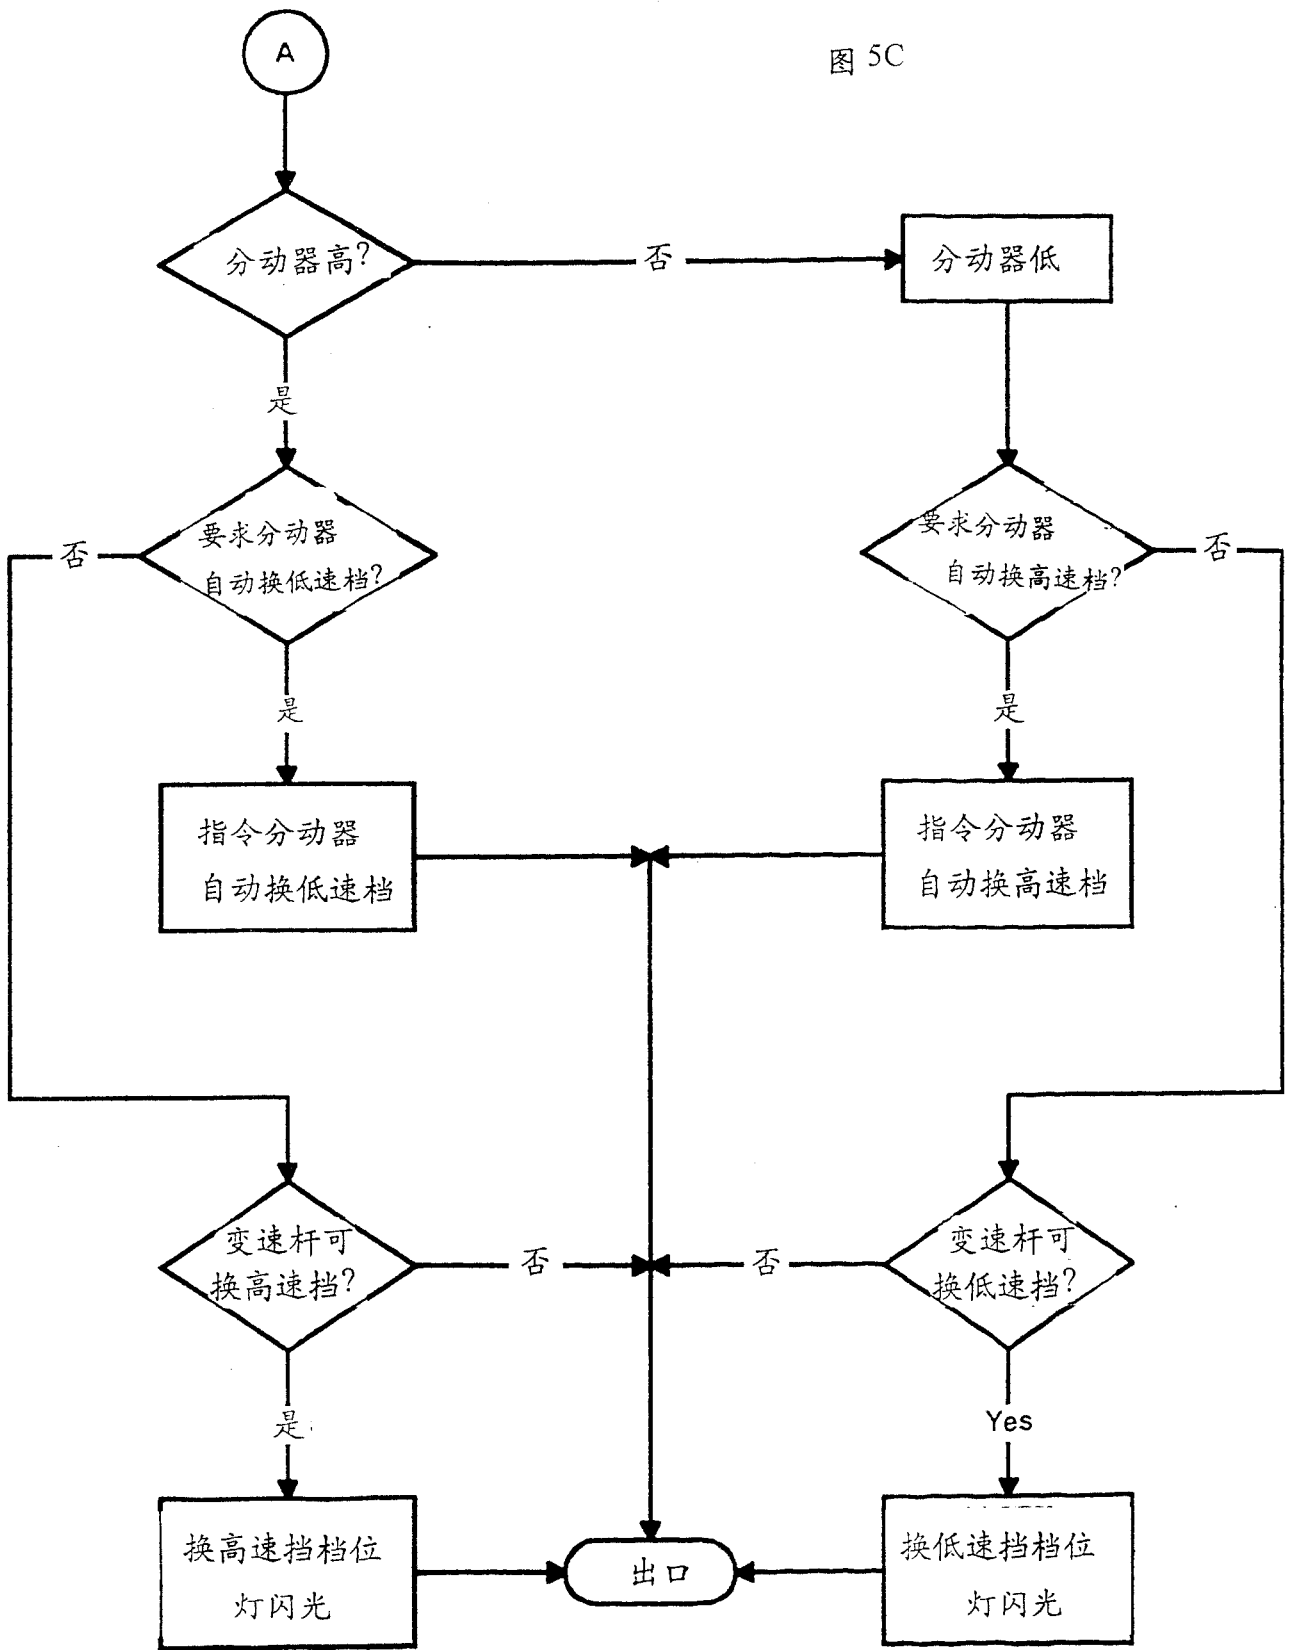 A
图 5C
分动器高?
否
分动器低
是
要求分动器
自动换低速档?
否
要求分动器
自动换高速档?
否
是
是
指令分动器
自动换低速档
指令分动器
自动换高速档
变速杆可
换高速挡?
否
否
变速杆可
换低速挡?
是
Yes
换高速挡档位
灯闪光
出口
换低速挡档位
灯闪光